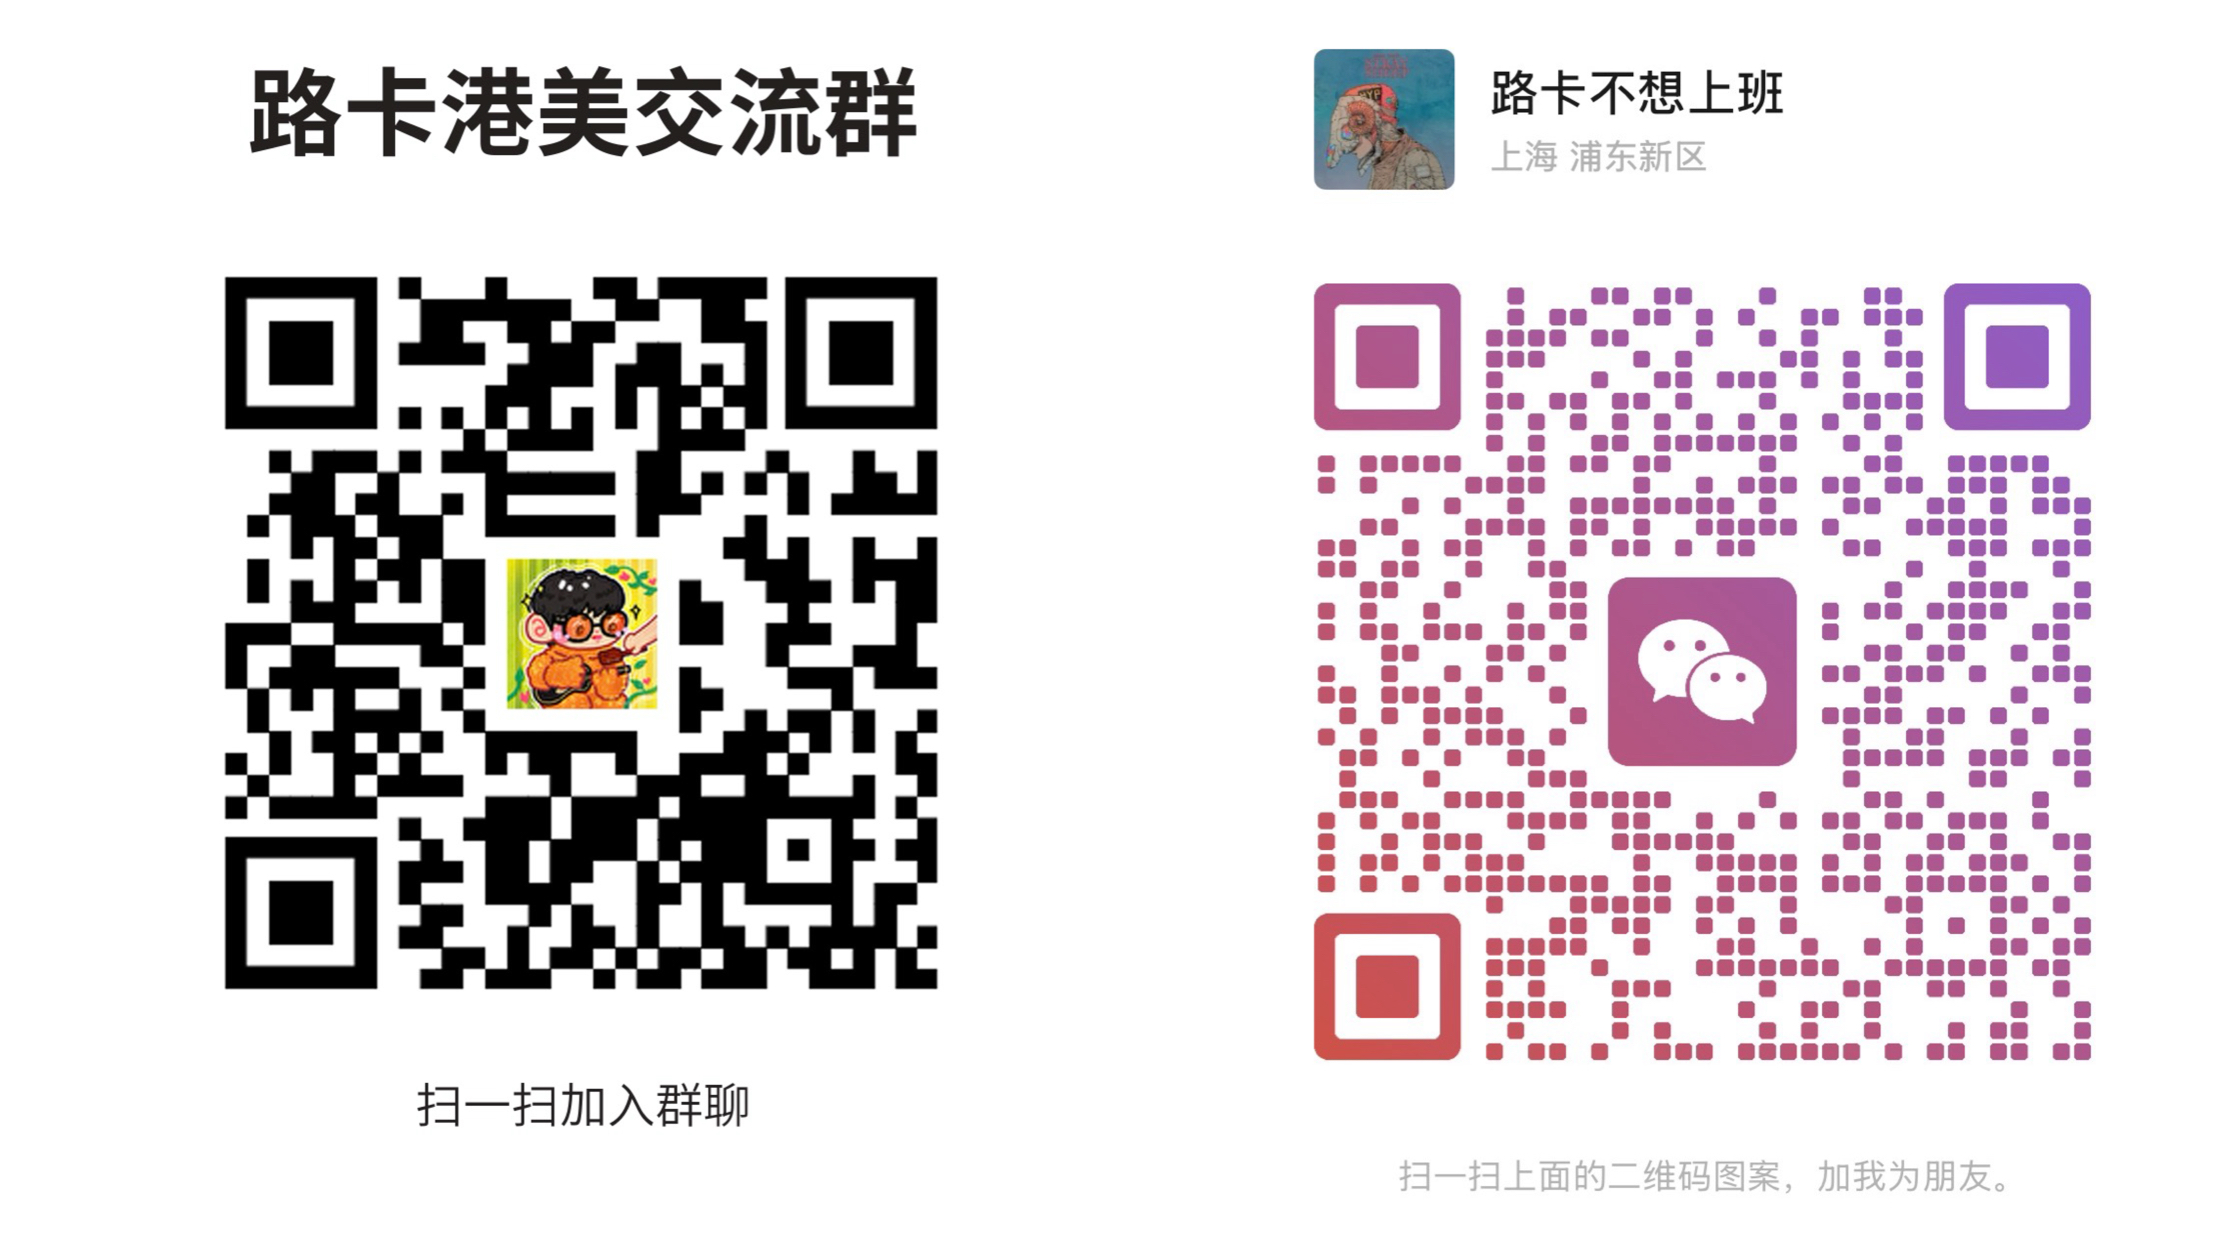 路卡港美交流群
扫一扫加入群聊
路卡不想上班
上海 浦东新区
扫一扫上面的二维码图案，加我为朋友。